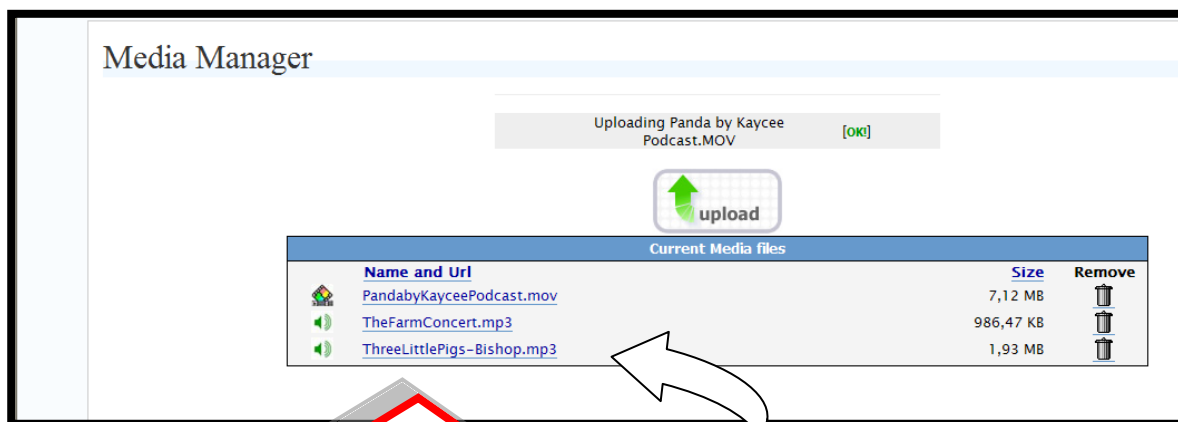 Media Manager
Uploading Panda by Kaycee
Podcast.MOV
[OK!]
upload
Current Media files
Name and Url Size Remove
PandabyKayceePodcast.mov 7,12 MB
TheFarmConcert.mp3 986,47 KB
ThreeLittlePigs-Bishop.mp3 1,93 MB